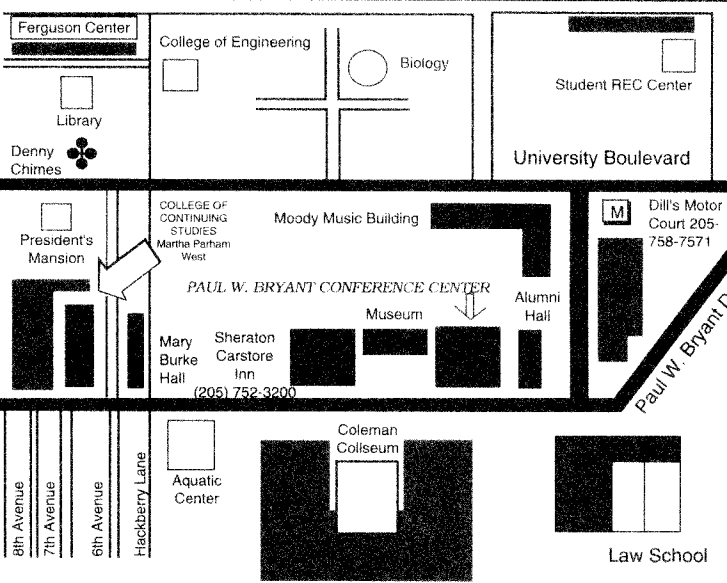 Ferguson Center
College of Engineering
Biology
Student REC Center
Library
Denny
Chimes
University Boulevard
President's
Mansion
COLLEGE OF
CONTINUING
STUDIES
Martha Parham
West
Moody Music Building
M
Dill's Motor
Court 205-
758-7571
PAUL W. BRYANT CONFERENCE CENTER
Museum
Alumni
Hall
Mary
Burke
Hall
Sheraton
Carstore
Inn
(205) 752-3200
Paul W. Bryant D
Coleman
Coliseum
Aquatic
Center
8th Avenue
7th Avenue
6th Avenue
Hackberry Lane
Law School